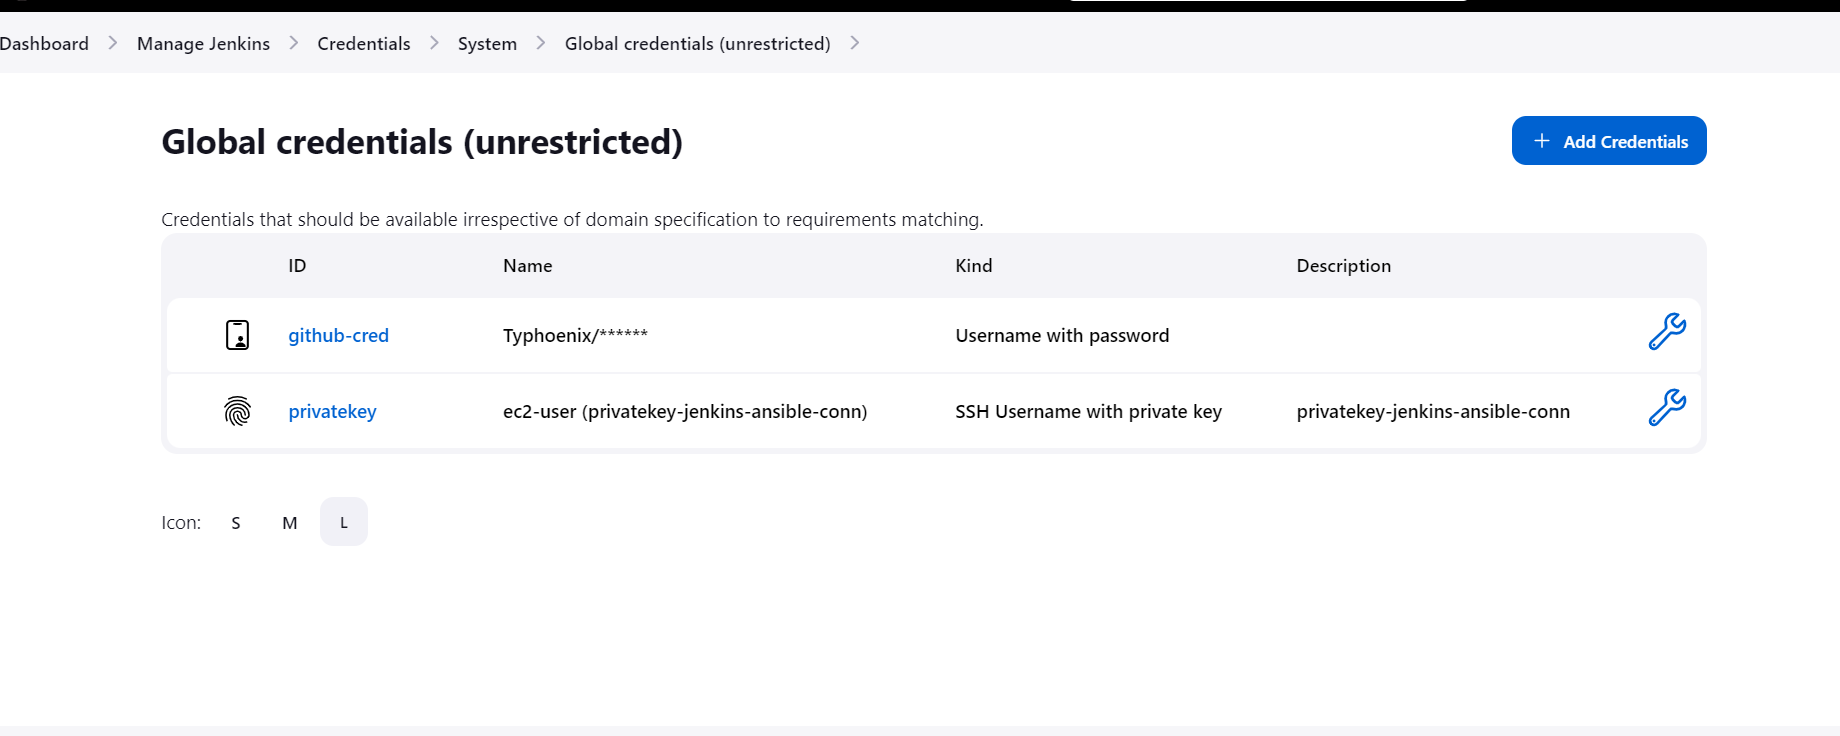 Dashboard > Manage Jenkins > Credentials > System > Global credentials (unrestricted) >
Global credentials (unrestricted)
+ Add Credentials
Credentials that should be available irrespective of domain specification to requirements matching.
ID Name Kind Description
github-cred Typhoenix/****** Username with password
privatekey ec2-user (privatekey-jenkins-ansible-conn) SSH Username with private key privatekey-jenkins-ansible-conn
Icon: S M L